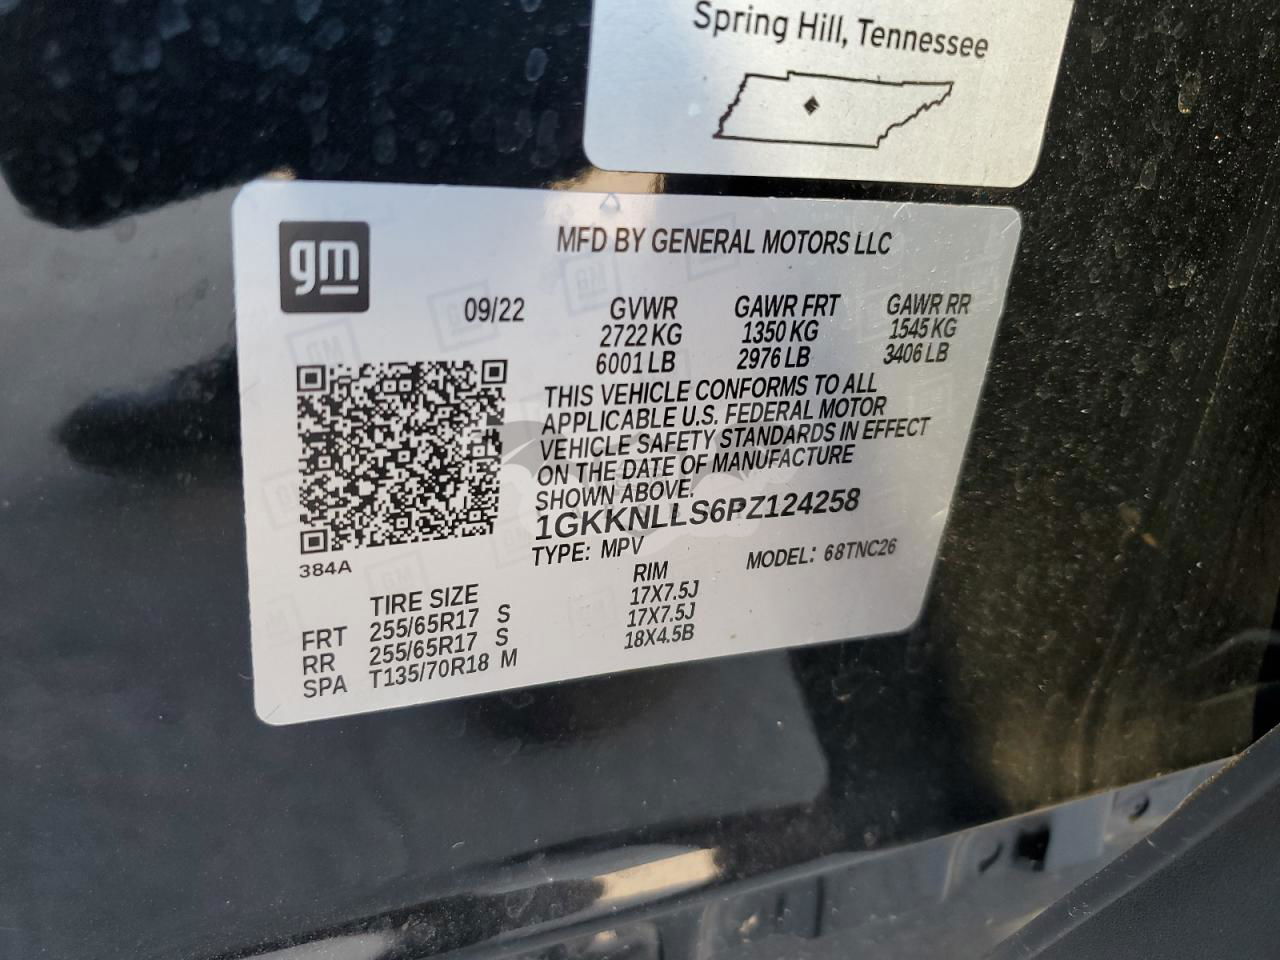 Spring Hill, Tennessee
gm
MFD BY GENERAL MOTORS LLC
09/22 GVWR GAWR FRT GAWR RR
2722 KG 1350 KG 1545 KG
6001 LB 2976 LB 3406 LB
THIS VEHICLE CONFORMS TO ALL
APPLICABLE U.S. FEDERAL MOTOR
VEHICLE SAFETY STANDARDS IN EFFECT
ON THE DATE OF MANUFACTURE
SHOWN ABOVE.
1GKKNLLS6PZ124258
TYPE: MPV MODEL: 68TNC26
384A
TIRE SIZE RIM
FRT 255/65R17 S 17X7.5J
RR 255/65R17 S 17X7.5J
SPA T135/70R18 M 18X4.5B